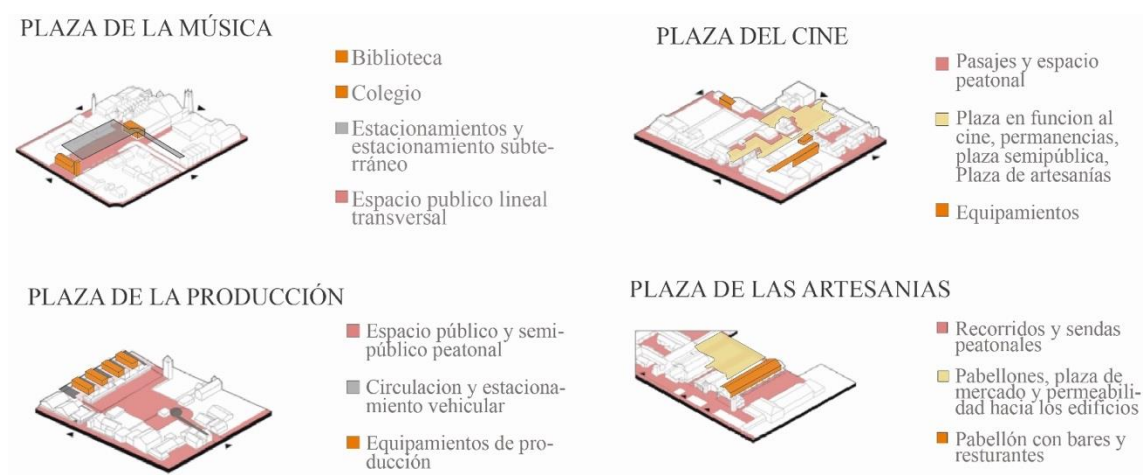 PLAZA DE LA MÚSICA
Biblioteca
Colegio
Estacionamientos y
estacionamiento subte-
rráneo
Espacio publico lineal
transversal
PLAZA DEL CINE
Pasajes y espacio
peatonal
Plaza en funcion al
cine, permanencias,
plaza semipública,
Plaza de artesanías
Equipamientos
PLAZA DE LA PRODUCCIÓN
Espacio público y semi-
público peatonal
Circulacion y estaciona-
miento vehicular
Equipamientos de pro-
ducción
PLAZA DE LAS ARTESANIAS
Recorridos y sendas
peatonales
Pabellones, plaza de
mercado y permeabili-
dad hacia los edificios
Pabellón con bares y
resturantes